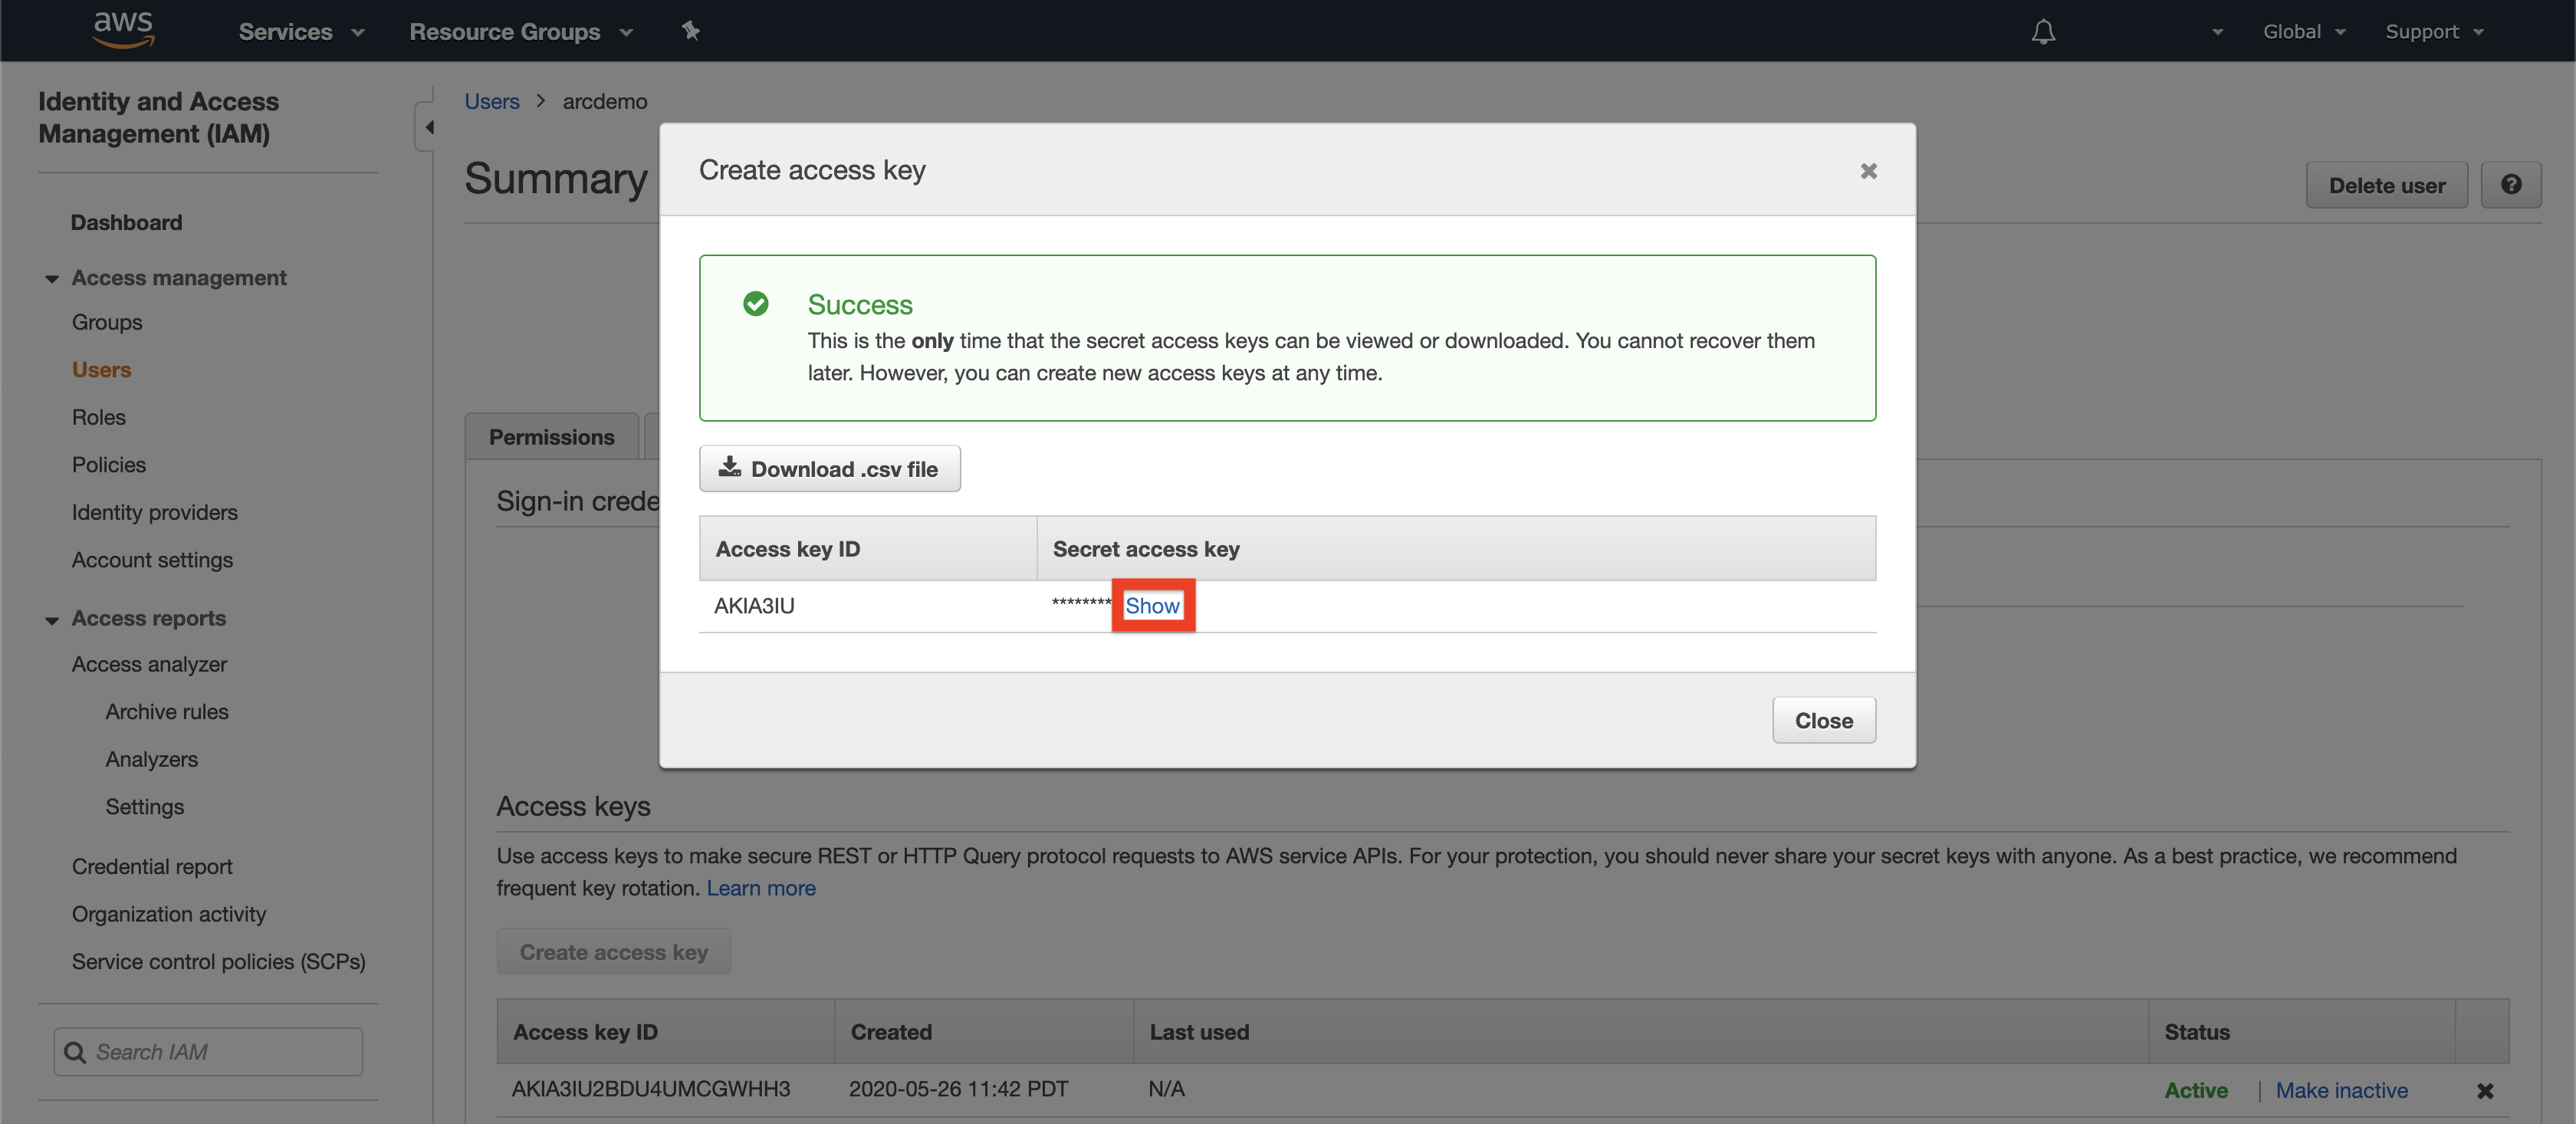 aws
Services
Resource Groups
Global
Support
Identity and Access
Management (IAM)
Dashboard
Access management
Groups
Users
Roles
Policies
Identity providers
Account settings
Access reports
Access analyzer
Archive rules
Analyzers
Settings
Credential report
Organization activity
Service control policies (SCPs)
Search IAM
Users > arcdemo
Summary
Delete user
Permissions
Sign-in crede
Create access key
Success
This is the only time that the secret access keys can be viewed or downloaded. You cannot recover them
later. However, you can create new access keys at any time.
Download .csv file
Access key ID Secret access key
AKIA3IU ******** Show
Close
Access keys
Use access keys to make secure REST or HTTP Query protocol requests to AWS service APIs. For your protection, you should never share your secret keys with anyone. As a best practice, we recommend
frequent key rotation. Learn more
Create access key
Access key ID Created Last used Status
AKIA3IU2BDU4UMCGWHH3 2020-05-26 11:42 PDT N/A Active | Make inactive